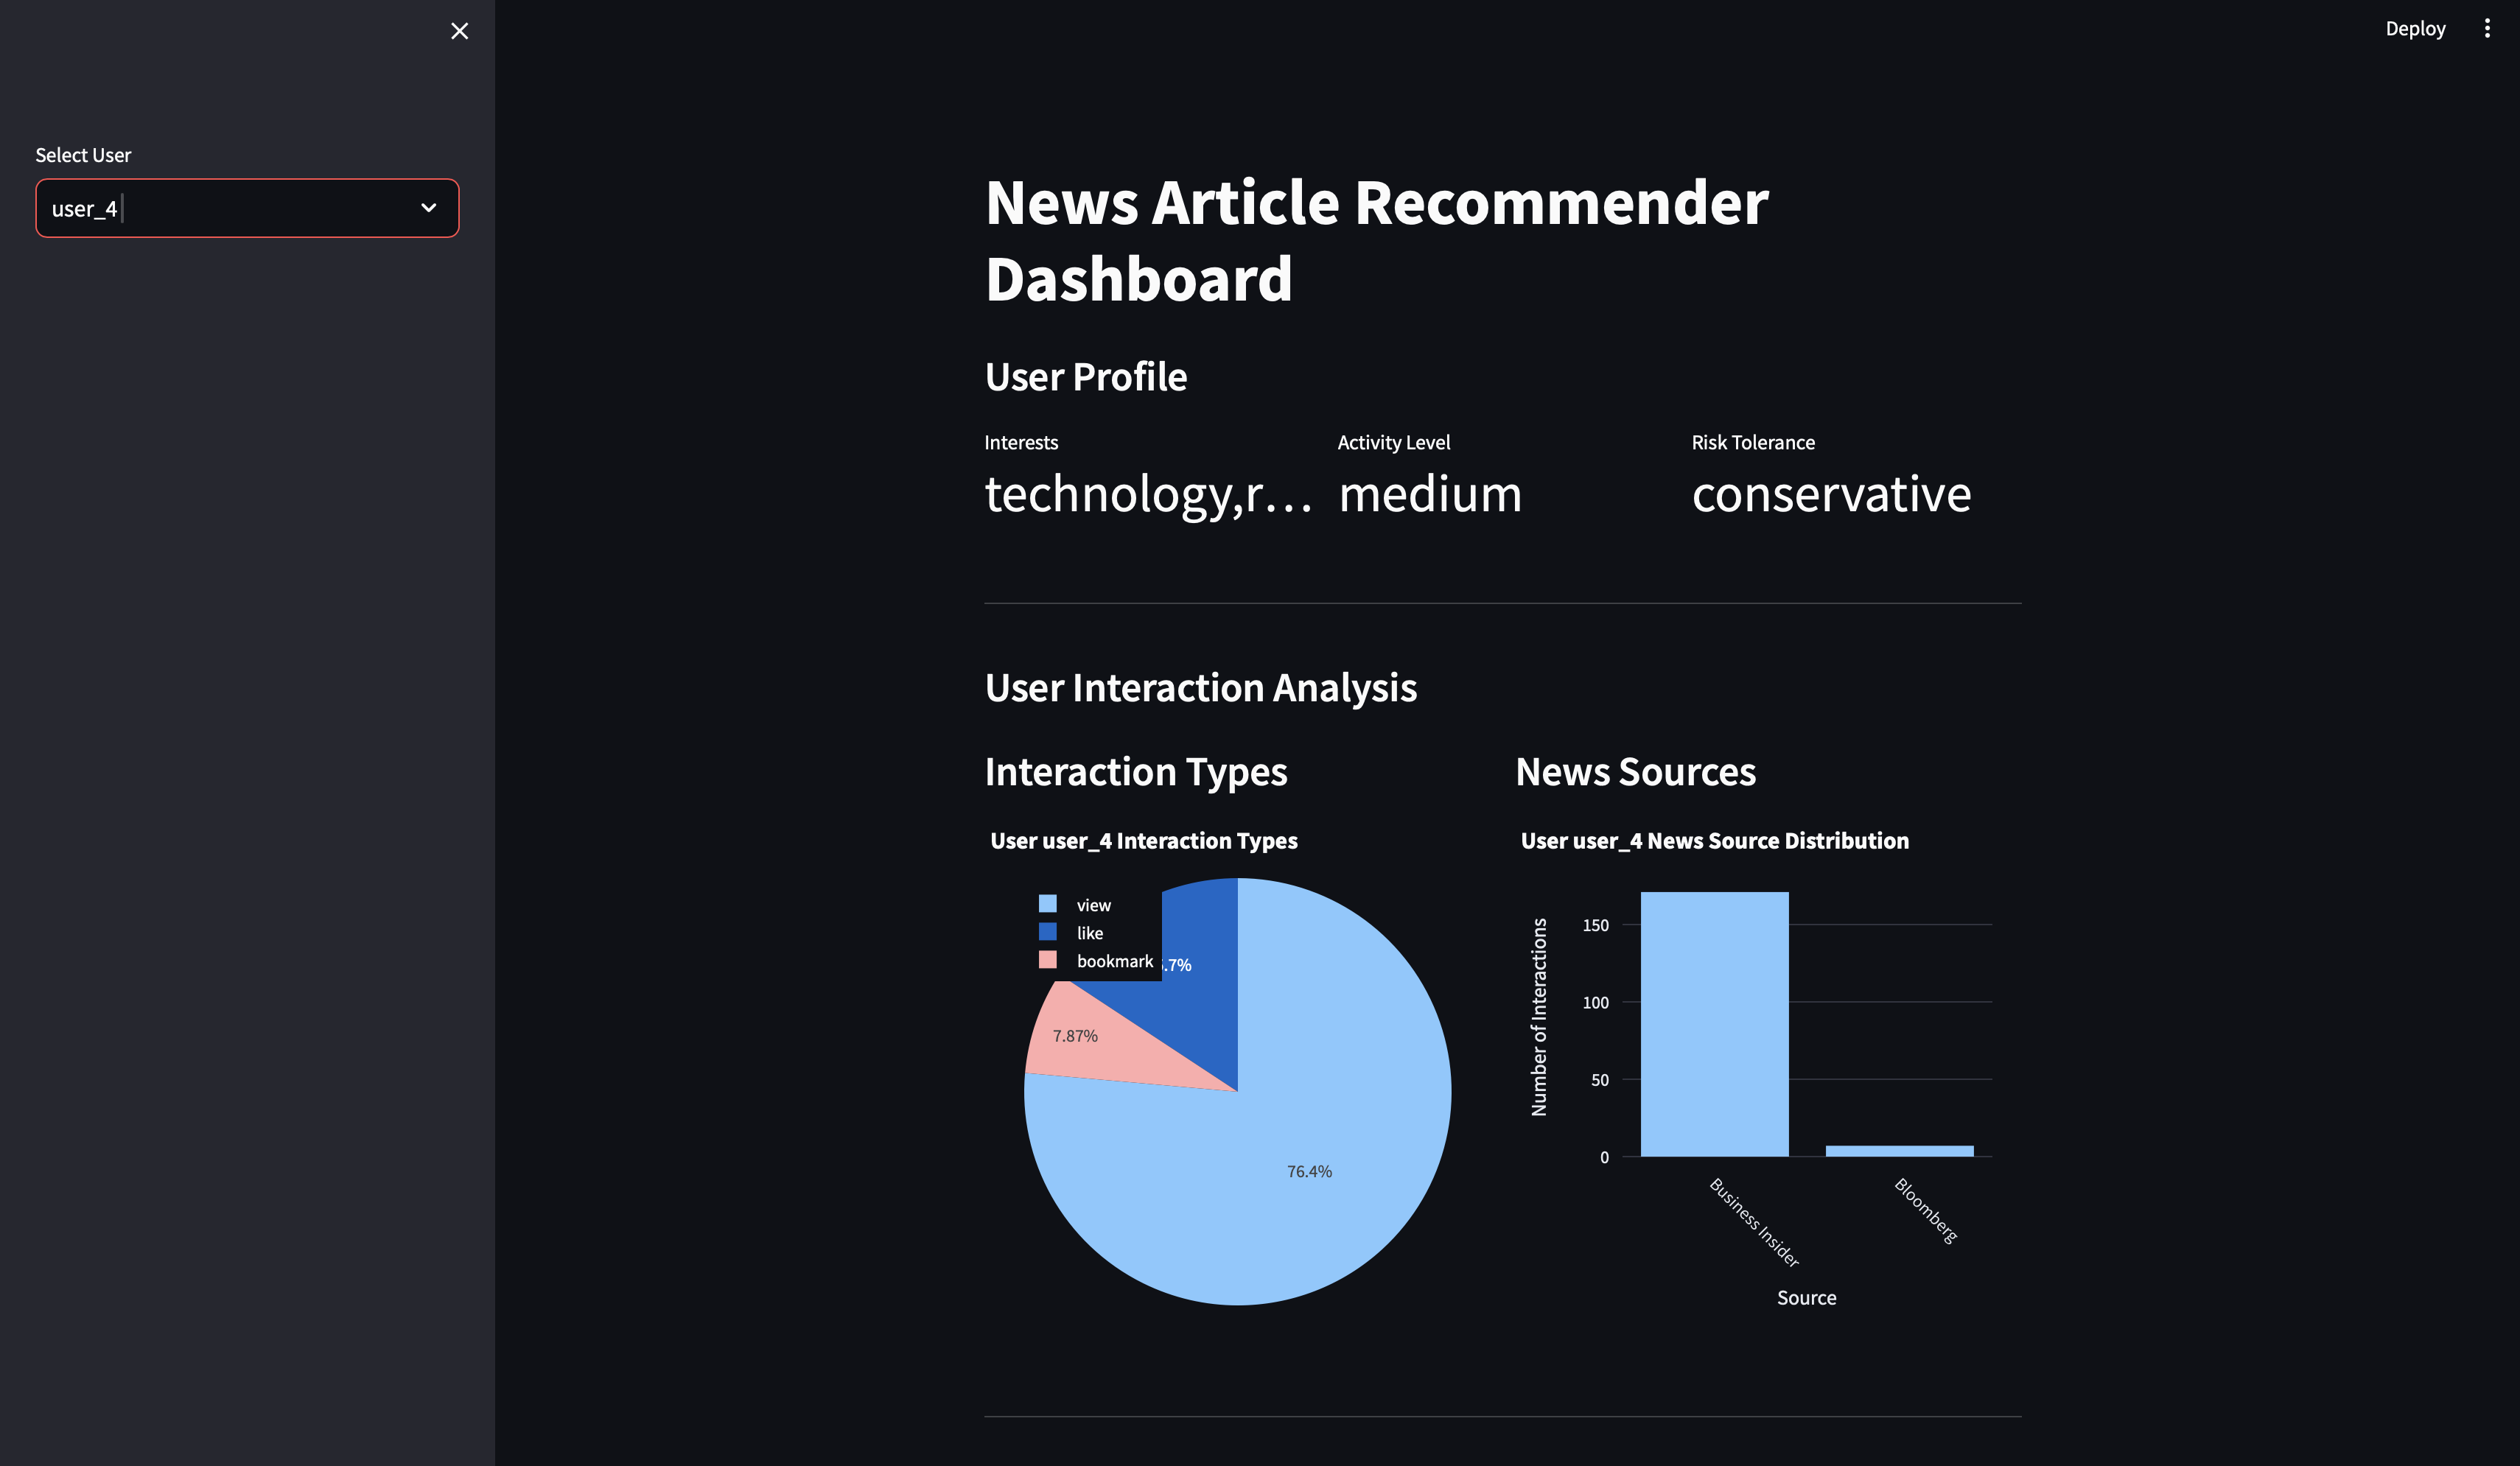 Deploy
Select User
user_4
News Article Recommender
Dashboard
User Profile
Interests
technology,r...
Activity Level
medium
Risk Tolerance
conservative
User Interaction Analysis
Interaction Types
News Sources
User user_4 Interaction Types
view
like
bookmark
.7%
7.87%
76.4%
User user_4 News Source Distribution
Number of Interactions
150
100
50
0
Business Insider
Bloomberg
Source